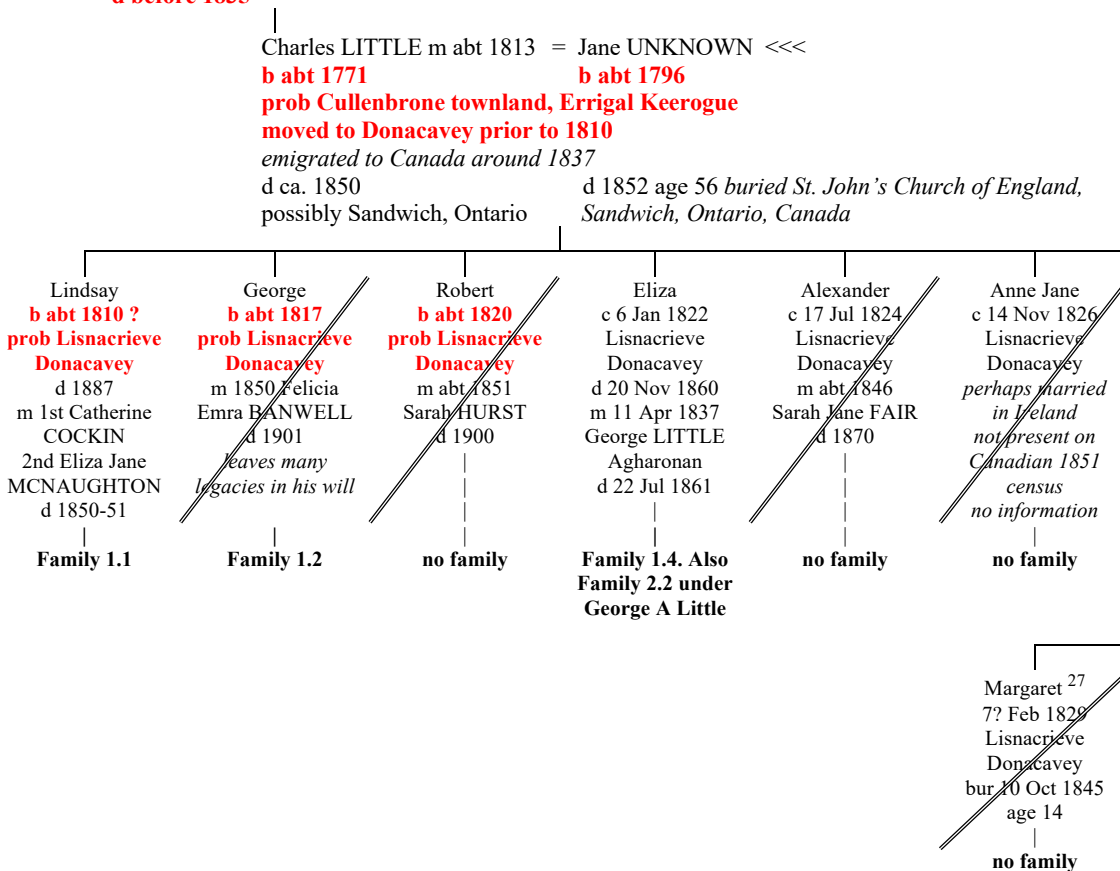 d before 1835
Charles LITTLE m abt 1813 = Jane UNKNOWN <<<
b abt 1771 b abt 1796
prob Cullenbrone townland, Errigal Keerogue
moved to Donacavey prior to 1810
emigrated to Canada around 1837
d ca. 1850 d 1852 age 56 buried St. John's Church of England,
possibly Sandwich, Ontario Sandwich, Ontario, Canada
Lindsay
b abt 1810 ?
prob Lisnacrieve
Donacavey
d 1887
m 1st Catherine
COCKIN
2nd Eliza Jane
MCNAUGHTON
d 1850-51
Family 1.1
George
b abt 1817
prob Lisnacrieve
Donacavey
m 1850 Felicia
Emra BANWELL
d 1901
leaves many
legacies in his will
Family 1.2
Robert
b abt 1820
prob Lisnacrieve
Donacavey
m abt 1851
Sarah HURST
d 1900
no family
Eliza
c 6 Jan 1822
Lisnacrieve
Donacavey
d 20 Nov 1860
m 11 Apr 1837
George LITTLE
Agharonan
d 22 Jul 1861
Family 1.4. Also
Family 2.2 under
George A Little
Alexander
c 17 Jul 1824
Lisnacrieve
Donacavey
m abt 1846
Sarah Jane FAIR
d 1870
no family
Anne Jane
c 14 Nov 1826
Lisnacrieve
Donacavey
perhaps married
in Ireland
not present on
Canadian 1851
census
no information
no family
Margaret 27
7? Feb 1829
Lisnacrieve
Donacavey
bur 10 Oct 1845
age 14
no family